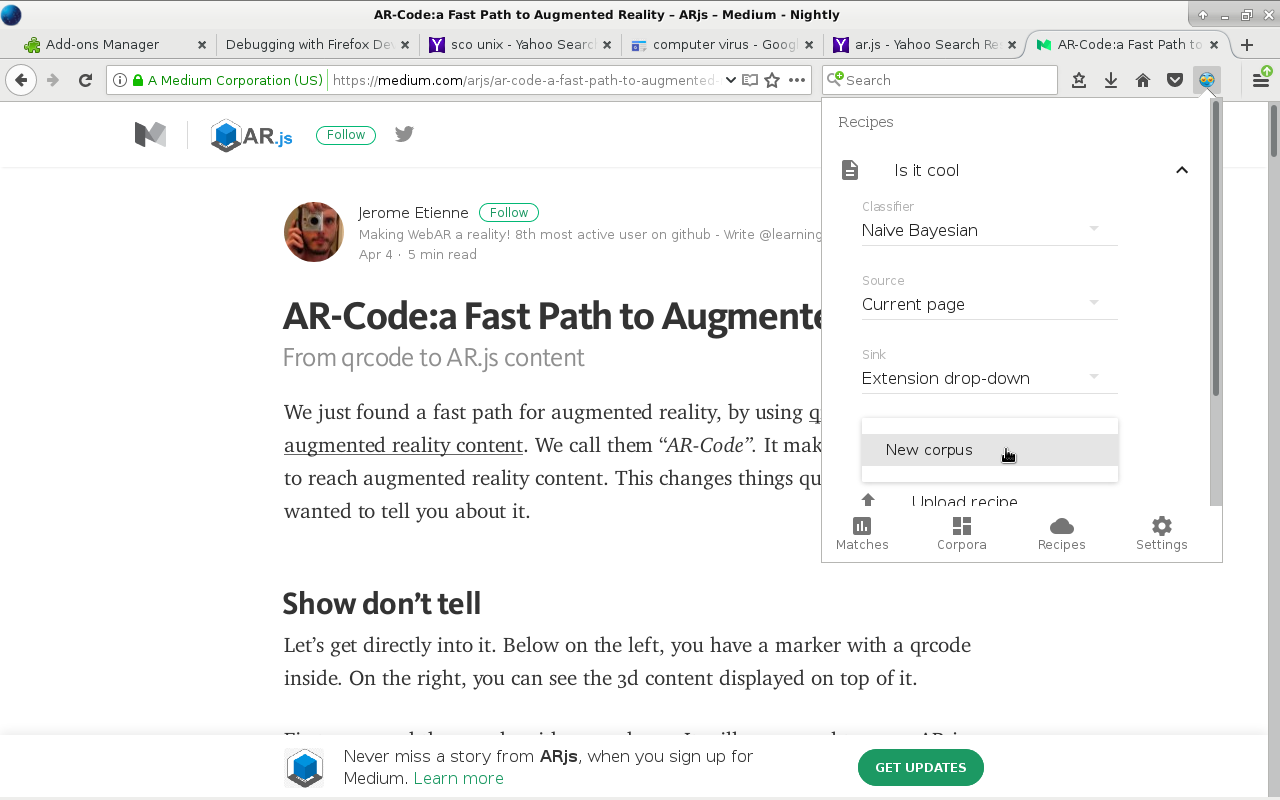 AR-Code:a Fast Path to Augmented Reality – ARjs – Medium - Nightly
Add-ons Manager
Debugging with Firefox Dev
sco unix - Yahoo Search
computer virus - Goog
ar.js - Yahoo Search Re
AR-Code:a Fast Path to
A Medium Corporation (US)
https://medium.com/arjs/ar-code-a-fast-path-to-augmented-
Search
AR.js
Follow
Jerome Etienne
Follow
Making WebAR a reality! 8th most active user on github - Write @learning
Apr 4 · 5 min read
AR-Code:a Fast Path to Augmente
From qrcode to AR.js content
We just found a fast path for augmented reality, by using q
augmented reality content. We call them “AR-Code”. It mak
to reach augmented reality content. This changes things qu
wanted to tell you about it.
Show don’t tell
Let’s get directly into it. Below on the left, you have a marker with a qrcode
inside. On the right, you can see the 3d content displayed on top of it.
Never miss a story from ARjs, when you sign up for
Medium. Learn more
GET UPDATES
Recipes
Is it cool
Classifier
Naive Bayesian
Source
Current page
Sink
Extension drop-down
New corpus
Upload recipe
Matches
Corpora
Recipes
Settings